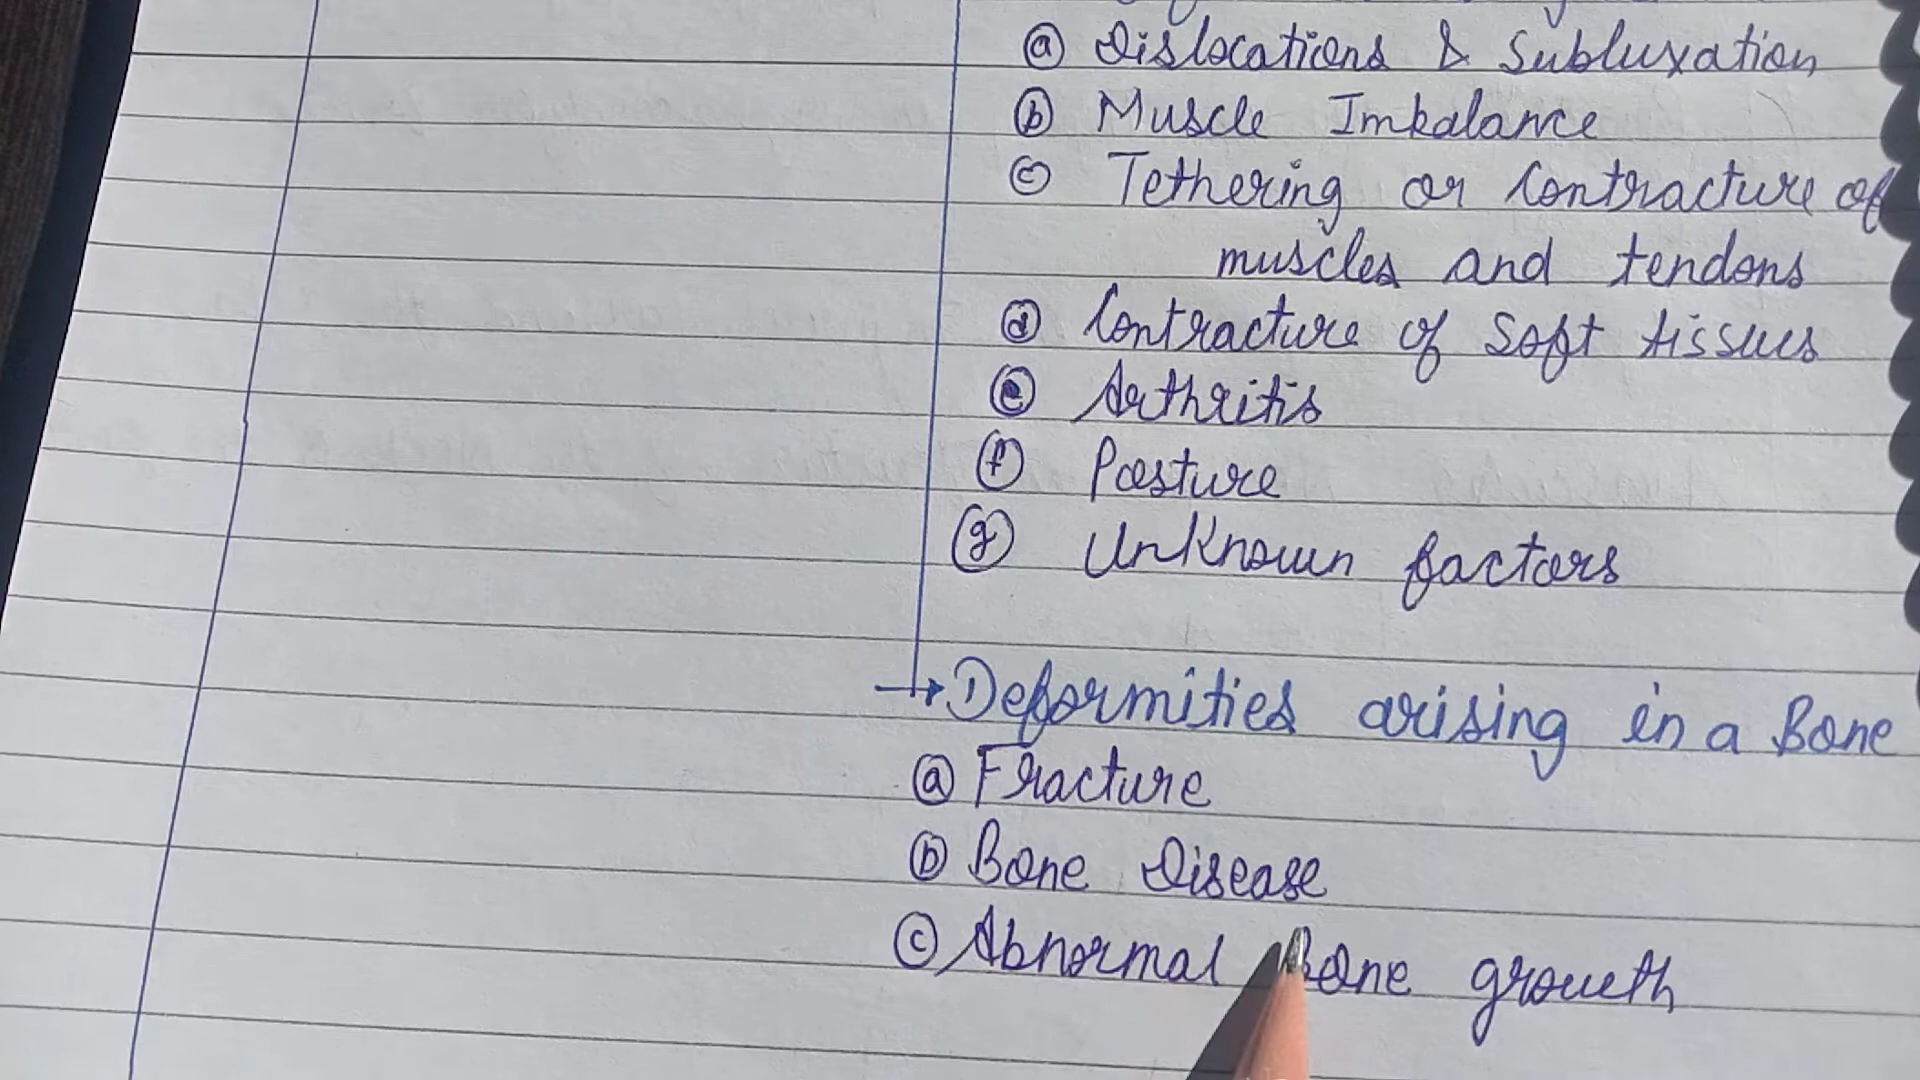 (a) Dislocations & Subluxation
(b) Muscle Imbalance
(c) Tethering or Contracture of
muscles and tendons
(d) Contracture of Soft tissues
(e) Arthritis
(f) Posture
(g) Unknown factors
→ Deformities arising in a Bone
(a) Fracture
(b) Bone Disease
(c) Abnormal Bone growth